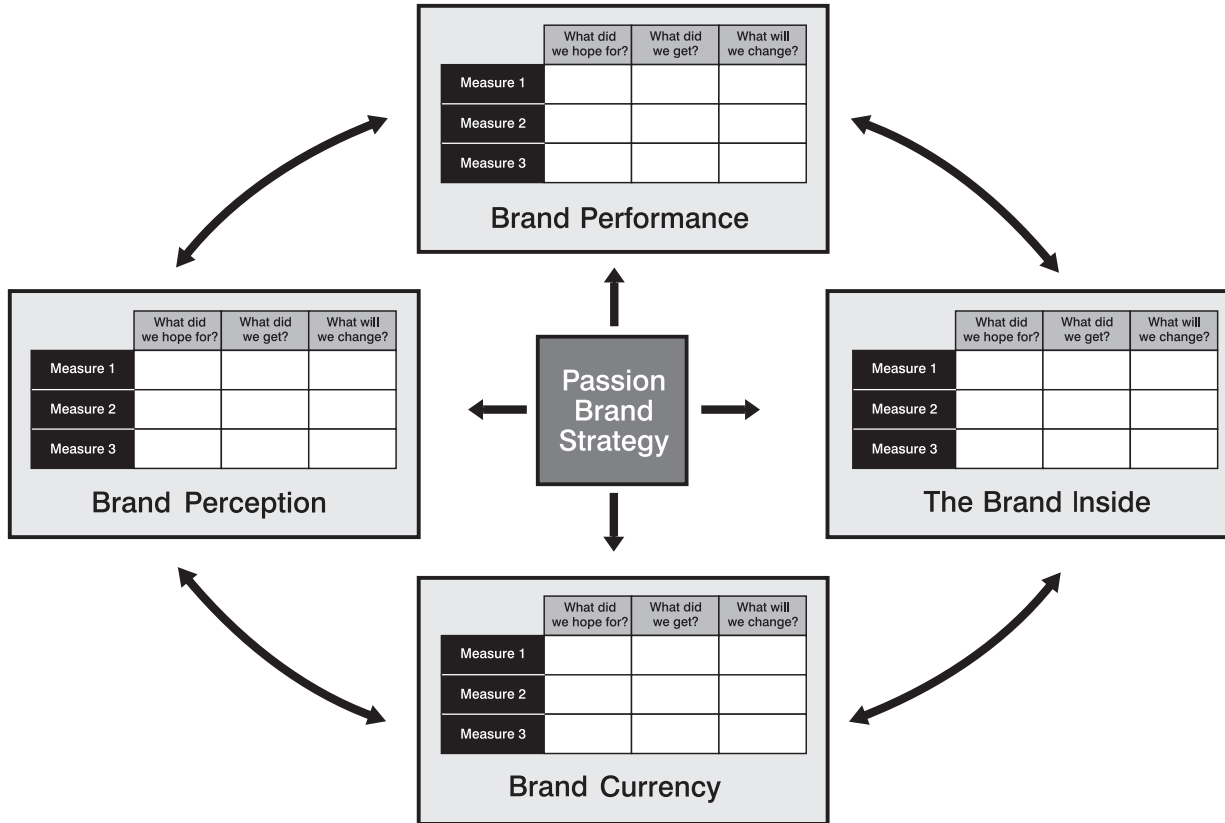 What did we hope for?
What did we get?
What will we change?
Measure 1
Measure 2
Measure 3
Brand Performance
What did we hope for?
What did we get?
What will we change?
Measure 1
Measure 2
Measure 3
Brand Perception
Passion
Brand
Strategy
What did we hope for?
What did we get?
What will we change?
Measure 1
Measure 2
Measure 3
The Brand Inside
What did we hope for?
What did we get?
What will we change?
Measure 1
Measure 2
Measure 3
Brand Currency